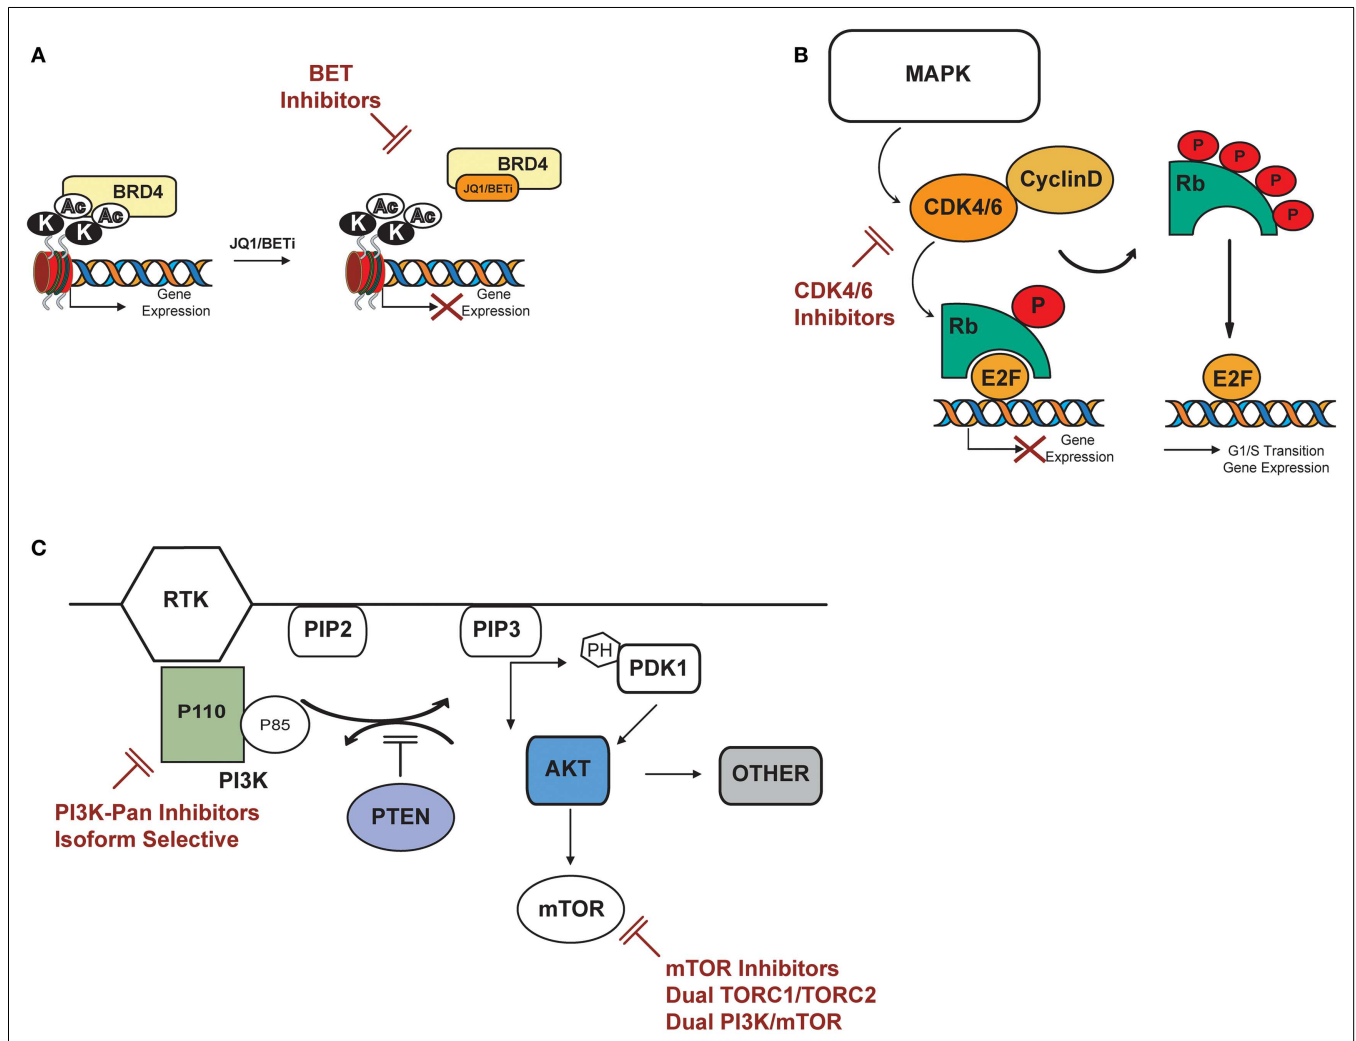 A
BET
Inhibitors
BRD4
Ac
Ac
K
K
JQ1/BETi
Gene
Expression
BRD4
JQ1/BETi
Ac
Ac
K
K
Gene
Expression
B
MAPK
CyclinD
CDK4/6
CDK4/6
Inhibitors
Rb
P
E2F
Gene
Expression
P
P
P
P
Rb
E2F
G1/S Transition
Gene Expression
C
RTK
PIP2
PIP3
PH
PDK1
P110
P85
PI3K
PI3K-Pan Inhibitors
Isoform Selective
PTEN
AKT
OTHER
mTOR
mTOR Inhibitors
Dual TORC1/TORC2
Dual PI3K/mTOR